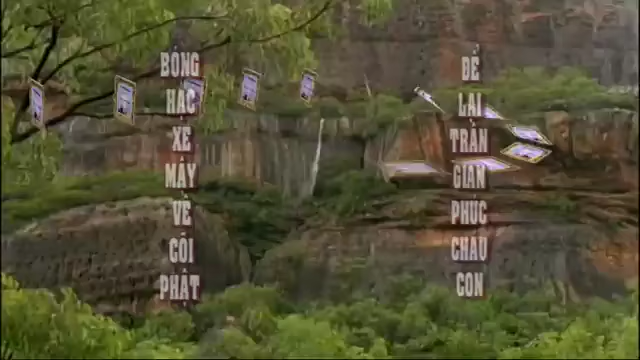 BÓNG
HẠC
XE
MÂY
VỀ
CÕI
PHẬT
ĐỂ
LẠI
TRẦN
GIAN
PHÚC
CHÁU
CON